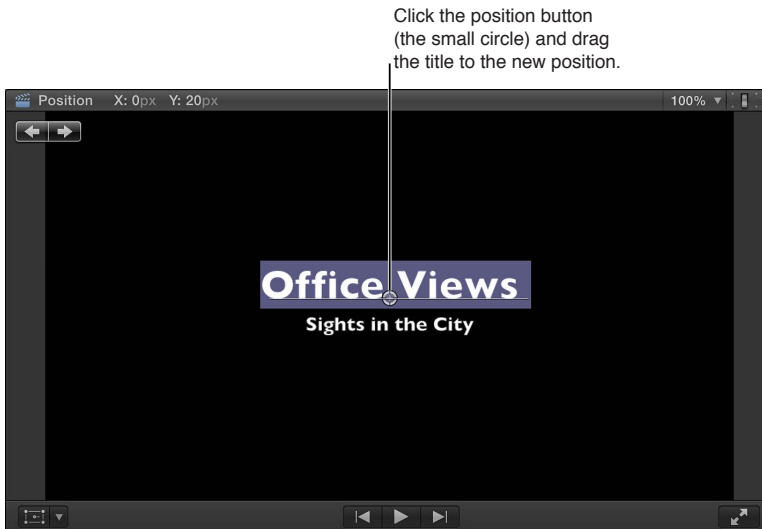 Click the position button
(the small circle) and drag
the title to the new position.
Position X: 0px Y: 20px
100%
Office Views
Sights in the City